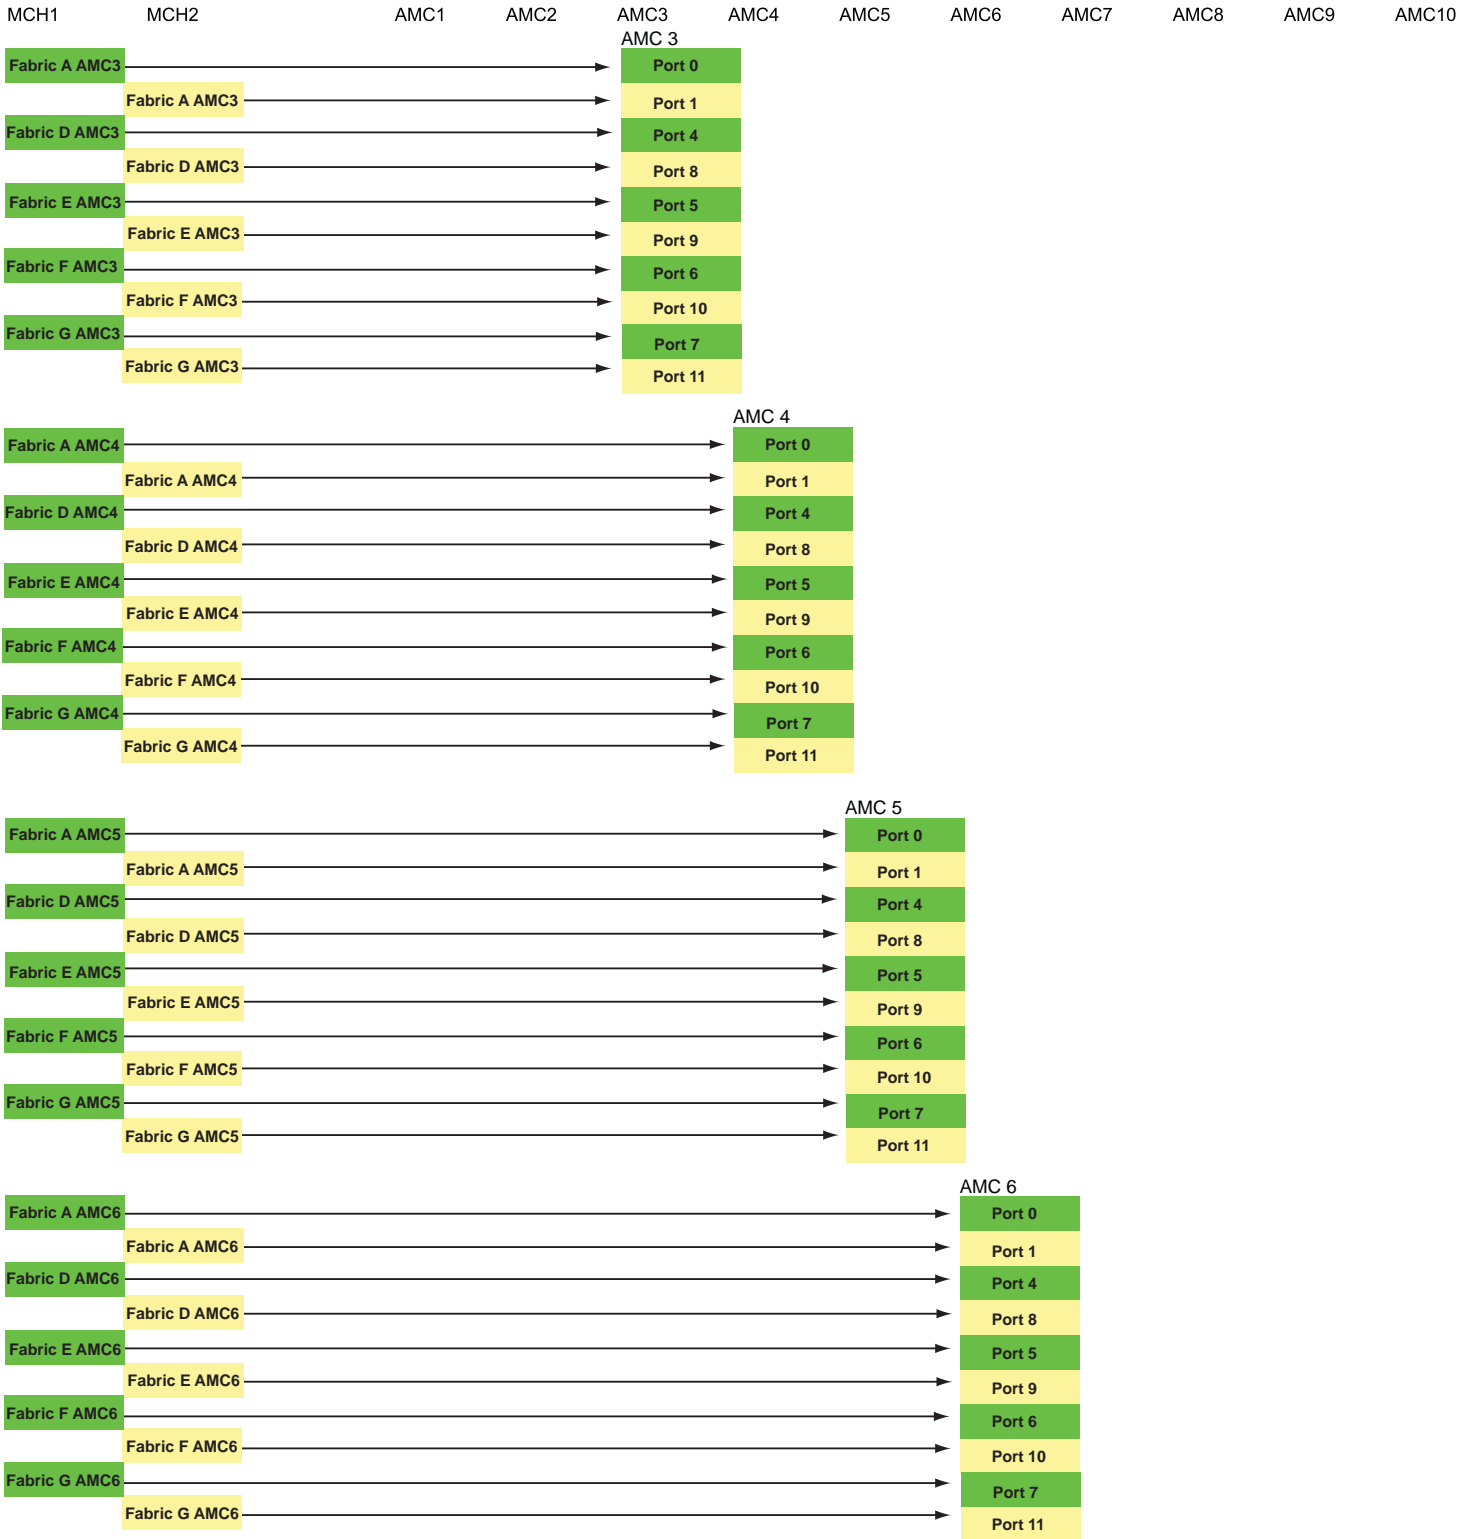 MCH1 MCH2 AMC1 AMC2 AMC3 AMC4 AMC5 AMC6 AMC7 AMC8 AMC9 AMC10
AMC 3
Fabric A AMC3 Port 0
Fabric A AMC3 Port 1
Fabric D AMC3 Port 4
Fabric D AMC3 Port 8
Fabric E AMC3 Port 5
Fabric E AMC3 Port 9
Fabric F AMC3 Port 6
Fabric F AMC3 Port 10
Fabric G AMC3 Port 7
Fabric G AMC3 Port 11
AMC 4
Fabric A AMC4 Port 0
Fabric A AMC4 Port 1
Fabric D AMC4 Port 4
Fabric D AMC4 Port 8
Fabric E AMC4 Port 5
Fabric E AMC4 Port 9
Fabric F AMC4 Port 6
Fabric F AMC4 Port 10
Fabric G AMC4 Port 7
Fabric G AMC4 Port 11
AMC 5
Fabric A AMC5 Port 0
Fabric A AMC5 Port 1
Fabric D AMC5 Port 4
Fabric D AMC5 Port 8
Fabric E AMC5 Port 5
Fabric E AMC5 Port 9
Fabric F AMC5 Port 6
Fabric F AMC5 Port 10
Fabric G AMC5 Port 7
Fabric G AMC5 Port 11
AMC 6
Fabric A AMC6 Port 0
Fabric A AMC6 Port 1
Fabric D AMC6 Port 4
Fabric D AMC6 Port 8
Fabric E AMC6 Port 5
Fabric E AMC6 Port 9
Fabric F AMC6 Port 6
Fabric F AMC6 Port 10
Fabric G AMC6 Port 7
Fabric G AMC6 Port 11